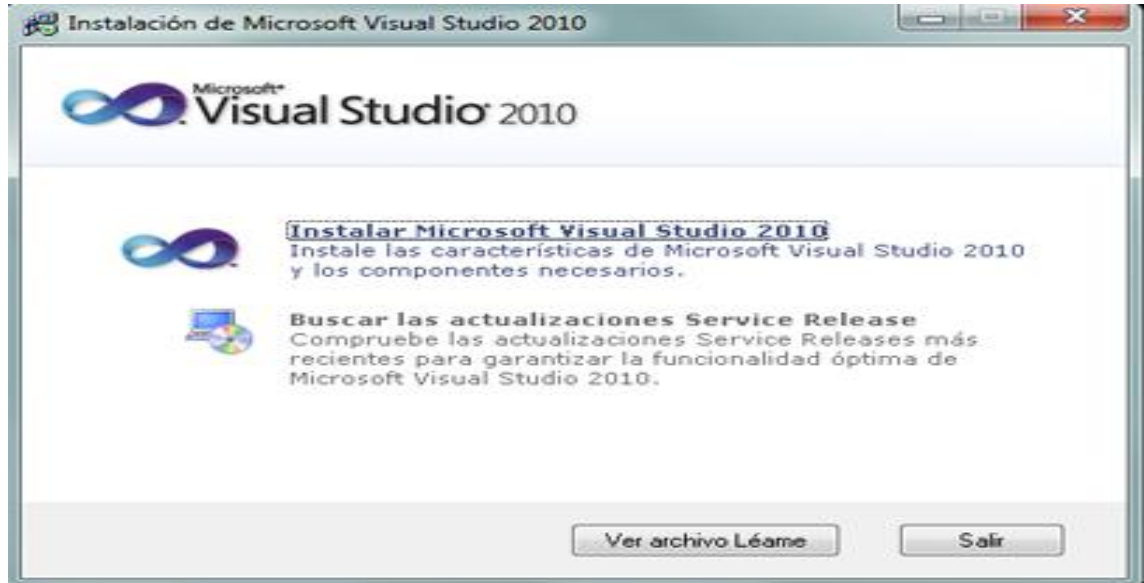 Instalación de Microsoft Visual Studio 2010
Microsoft®
Visual Studio® 2010
Instalar Microsoft Visual Studio 2010
Instale las características de Microsoft Visual Studio 2010
y los componentes necesarios.
Buscar las actualizaciones Service Release
Compruebe las actualizaciones Service Releases más
recientes para garantizar la funcionalidad óptima de
Microsoft Visual Studio 2010.
Ver archivo Léame
Salir